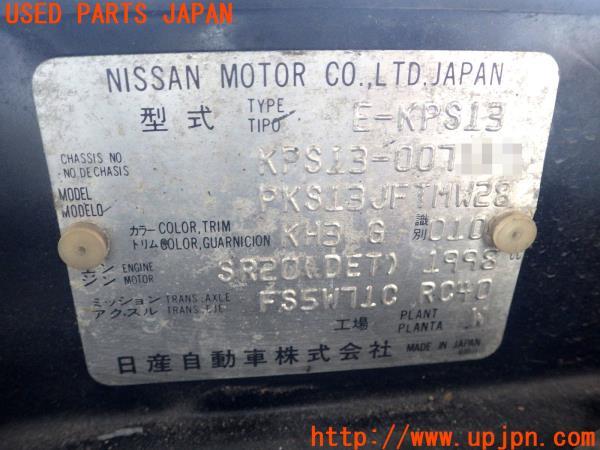 USED PARTS JAPAN
NISSAN MOTOR CO.,LTD.JAPAN
型式 TYPE TIPO E-KPS13
CHASSIS NO. NO.DE CHASIS KPS13-007
MODEL MODELO PKS13JFTHW28
カラー COLOR,TRIM KH3 G 識別 010
トリム COLOR,GUARNICION
エンジン ENGINE MOTOR SR20(DET) 1998 cc
ミッション TRANS. AXLE FS5W71C RC40
アクスル TRANS. EJE
工場 PLANT PLANTA W
日産自動車株式会社 MADE IN JAPAN
http://www.upjpn.com/